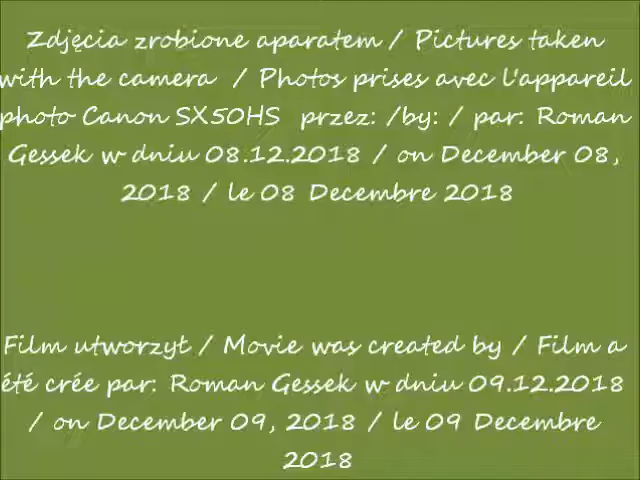 Zdjęcia zrobione aparatem / Pictures taken
with the camera / Photos prises avec l'appareil
photo Canon SX50HS przez: /by: / par: Roman
Gessek w dniu 08.12.2018 / on December 08,
2018 / le 08 Decembre 2018
Film utworzył / Movie was created by / Film a
été crée par: Roman Gessek w dniu 09.12.2018
/ on December 09, 2018 / le 09 Decembre
2018